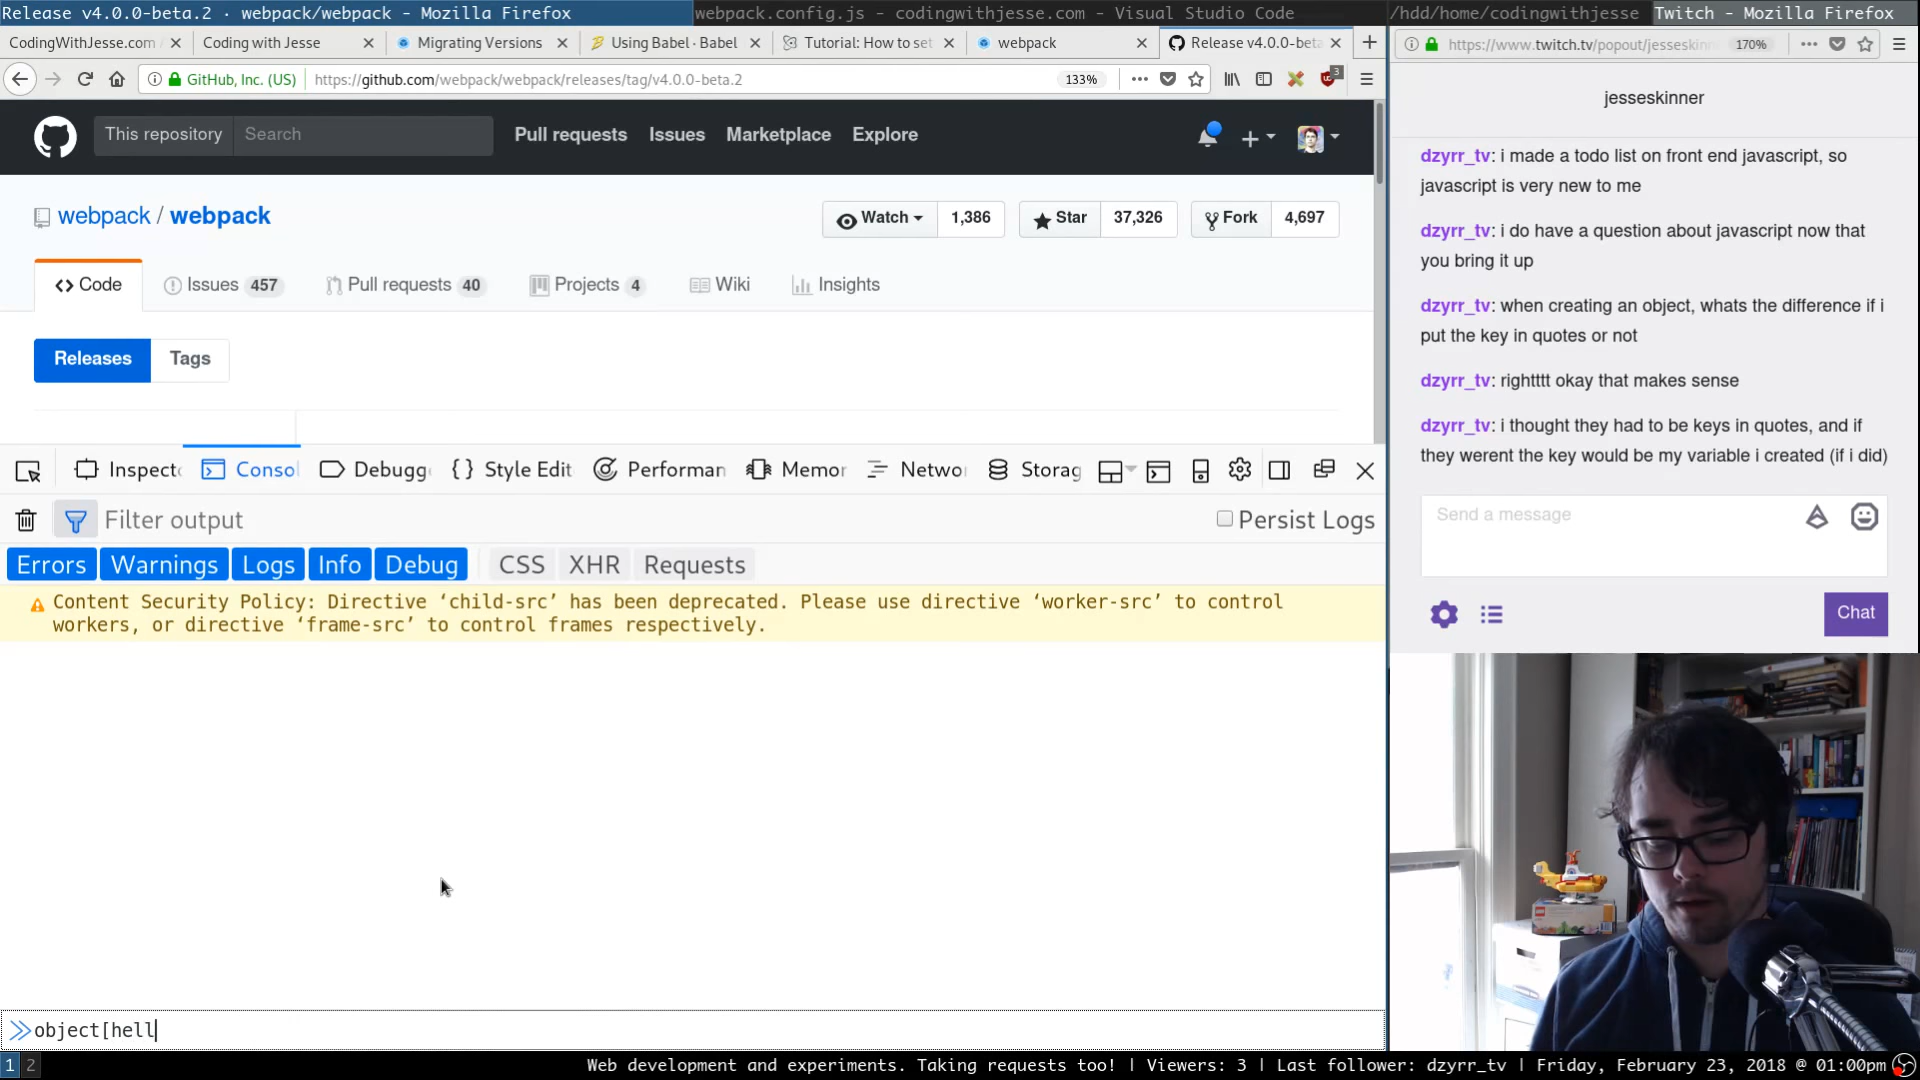 Release v4.0.0-beta.2 · webpack/webpack - Mozilla Firefox
webpack.config.js - codingwithjesse.com - Visual Studio Code
/hdd/home/codingwithjesse
Twitch - Mozilla Firefox
CodingWithJesse.com
Coding with Jesse
Migrating Versions
Using Babel · Babel
Tutorial: How to set
webpack
Release v4.0.0-beta
GitHub, Inc. (US)
https://github.com/webpack/webpack/releases/tag/v4.0.0-beta.2
133%
3
https://www.twitch.tv/popout/jesseskinn
170%
This repository
Search
Pull requests
Issues
Marketplace
Explore
webpack / webpack
Watch
1,386
Star
37,326
Fork
4,697
Code
Issues 457
Pull requests 40
Projects 4
Wiki
Insights
Releases
Tags
Inspect
Consol
Debugg
{ } Style Edit
Performan
Memor
Netwo
Storag
Filter output
Persist Logs
Errors
Warnings
Logs
Info
Debug
CSS
XHR
Requests
Content Security Policy: Directive ‘child-src’ has been deprecated. Please use directive ‘worker-src’ to control
workers, or directive ‘frame-src’ to control frames respectively.
object[hell
jesseskinner
dzyrr_tv: i made a todo list on front end javascript, so
javascript is very new to me
dzyrr_tv: i do have a question about javascript now that
you bring it up
dzyrr_tv: when creating an object, whats the difference if i
put the key in quotes or not
dzyrr_tv: rightttt okay that makes sense
dzyrr_tv: i thought they had to be keys in quotes, and if
they werent the key would be my variable i created (if i did)
Send a message
Chat
1 2
Web development and experiments. Taking requests too! | Viewers: 3 | Last follower: dzyrr_tv | Friday, February 23, 2018 @ 01:00pm